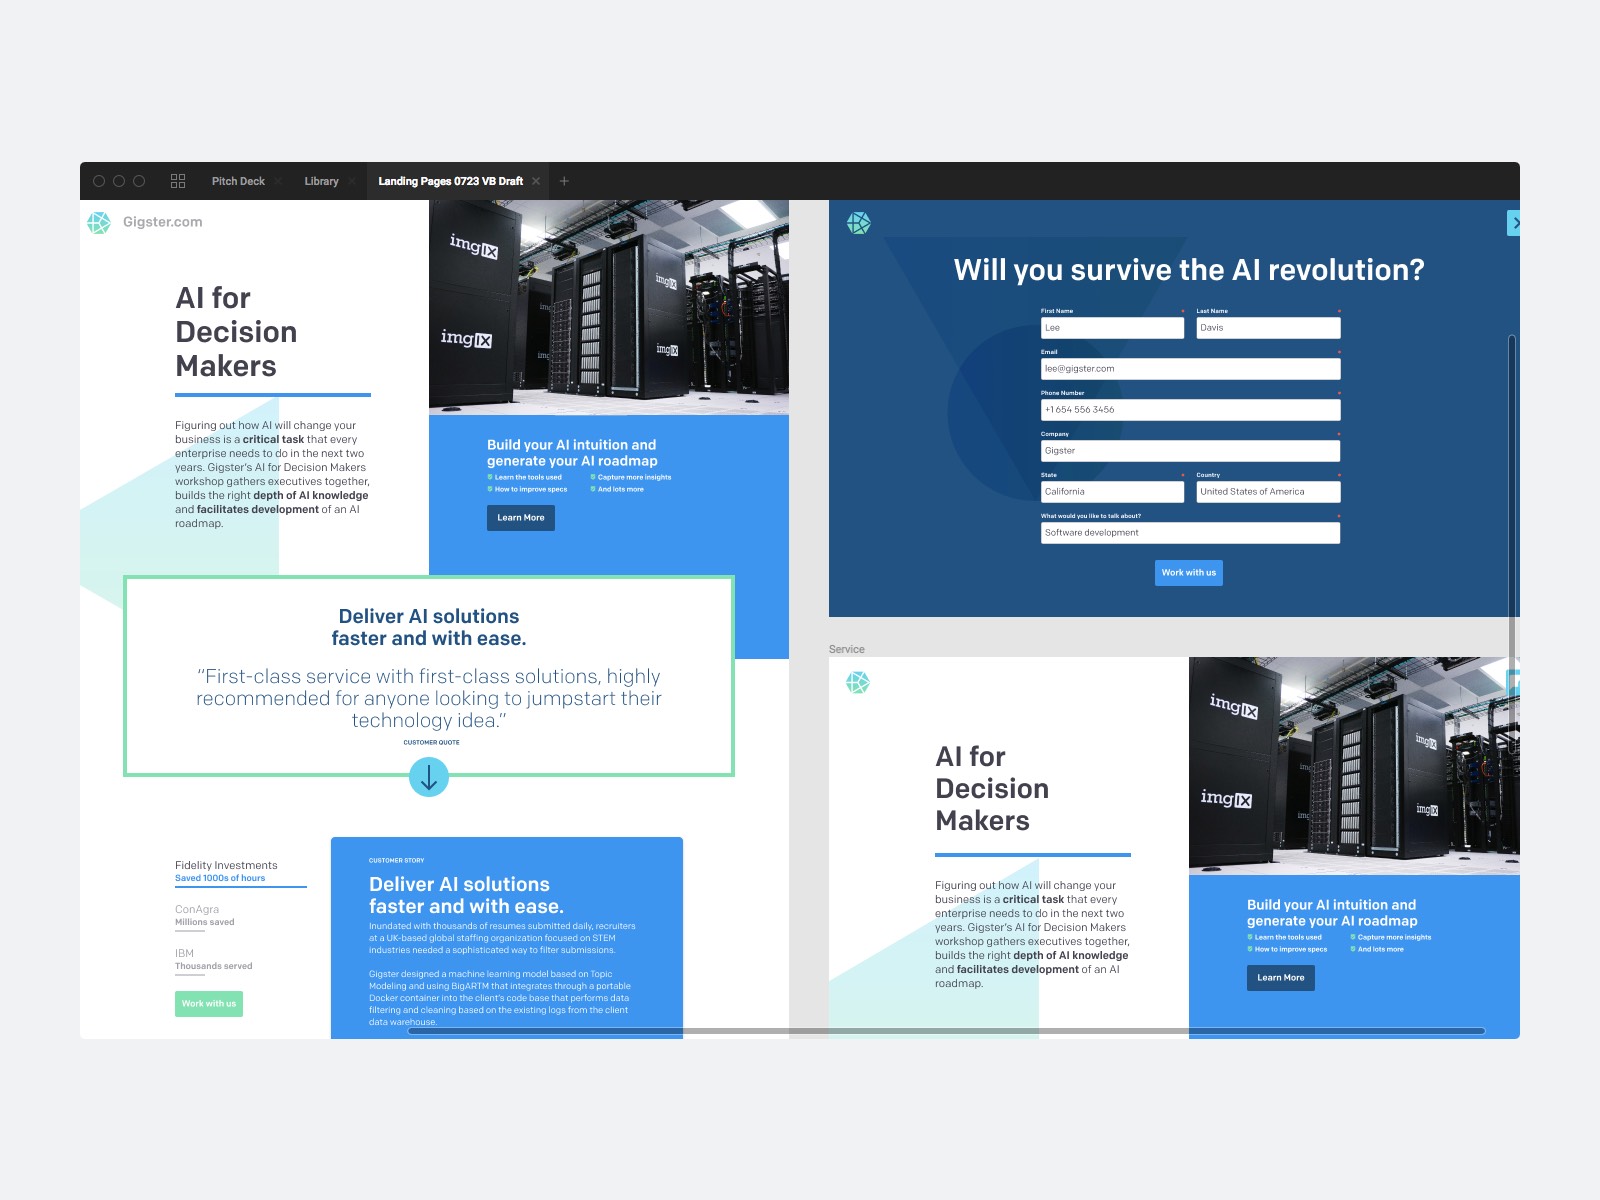 Pitch Deck
Library
Landing Pages 0723 VB Draft
Gigster.com
AI for
Decision
Makers
Figuring out how AI will change your
business is a critical task that every
enterprise needs to do in the next two
years. Gigster's AI for Decision Makers
workshop gathers executives together,
builds the right depth of AI knowledge
and facilitates development of an AI
roadmap.
imgIX
imgIX
imgIX
imgIX
Build your AI intuition and
generate your AI roadmap
Learn the tools used
Capture more insights
How to improve specs
And lots more
Learn More
Deliver AI solutions
faster and with ease.
“First-class service with first-class solutions, highly
recommended for anyone looking to jumpstart their
technology idea.”
CUSTOMER QUOTE
Fidelity Investments
Saved 1000s of hours
ConAgra
Millions saved
IBM
Thousands served
Work with us
CUSTOMER STORY
Deliver AI solutions
faster and with ease.
Inundated with thousands of resumes submitted daily, recruiters
at a UK-based global staffing organization focused on STEM
industries needed a sophisticated way to filter submissions.
Gigster designed a machine learning model based on Topic
Modeling and using BigARTM that integrates through a portable
Docker container into the client's code base that performs data
filtering and cleaning based on the existing logs from the client
data warehouse.
Will you survive the AI revolution?
First Name *
Last Name *
Lee
Davis
Email *
lee@gigster.com
Phone Number *
+1 654 556 3456
Company *
Gigster
State *
Country *
California
United States of America
What would you like to talk about? *
Software development
Work with us
Service
AI for
Decision
Makers
Figuring out how AI will change your
business is a critical task that every
enterprise needs to do in the next two
years. Gigster's AI for Decision Makers
workshop gathers executives together,
builds the right depth of AI knowledge
and facilitates development of an AI
roadmap.
imgIX
imgIX
imgIX
imgIX
Build your AI intuition and
generate your AI roadmap
Learn the tools used
Capture more insights
How to improve specs
And lots more
Learn More